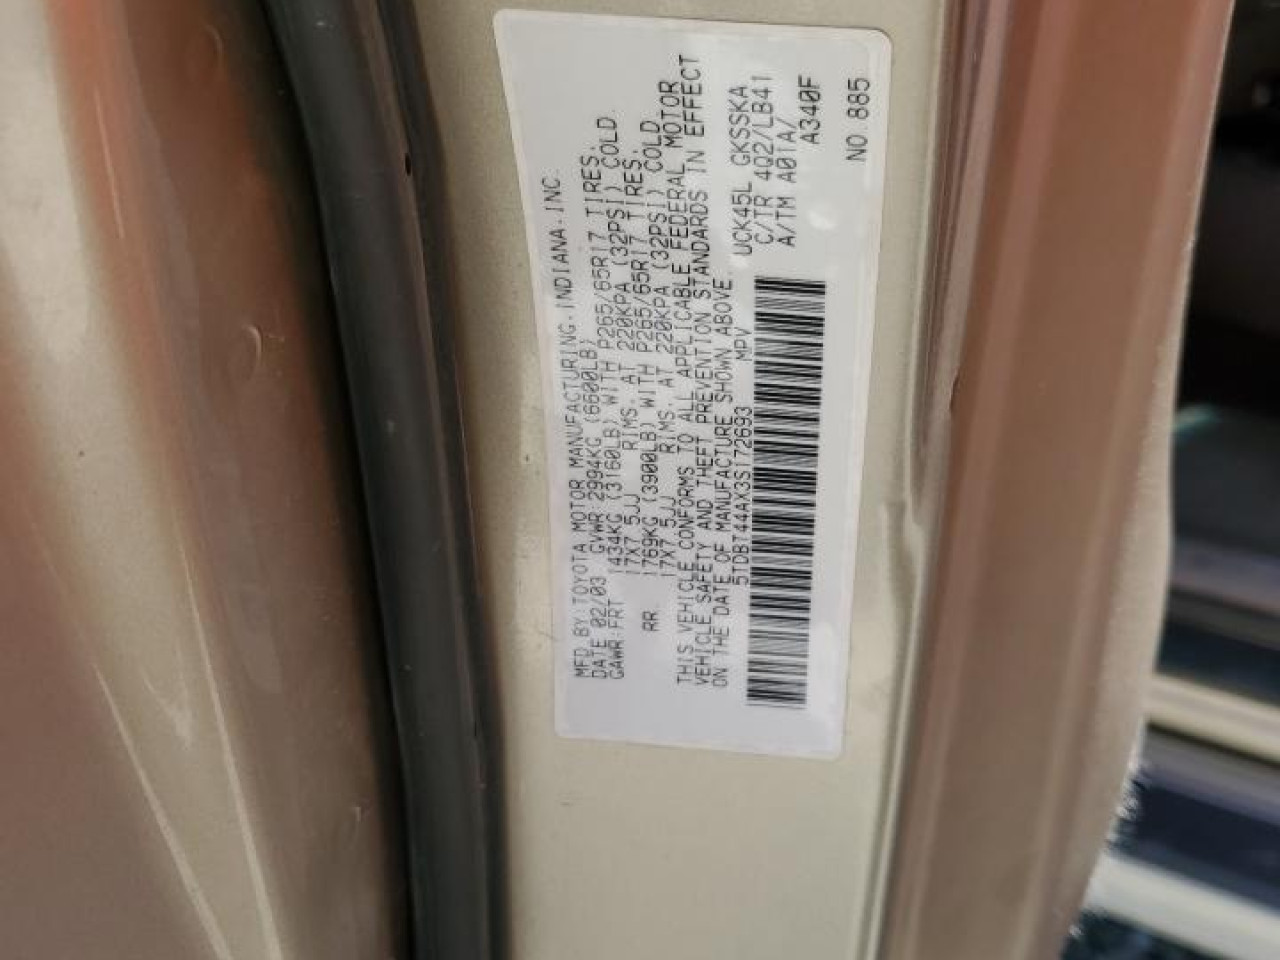 MFD BY: TOYOTA MOTOR MANUFACTURING, INDIANA, INC.
DATE 02/03 GVWR 2994KG (6600LB)
GAWR FRT 1434KG (3160LB) WITH P265/65R17 TIRES,
17X7.5JJ RIMS, AT 220KPA (32PSI) COLD
RR 1769KG (3900LB) WITH P265/65R17 TIRES,
17X7.5JJ RIMS, AT 220KPA (32PSI) COLD
THIS VEHICLE CONFORMS TO ALL APPLICABLE FEDERAL MOTOR
VEHICLE SAFETY AND THEFT PREVENTION STANDARDS IN EFFECT
ON THE DATE OF MANUFACTURE SHOWN ABOVE.
5TDBT44AX3S172693 MPV
UCK45L GKSSKA
C/TR 4Q2/LB41
A/TM A01A/
A340F
NO 885